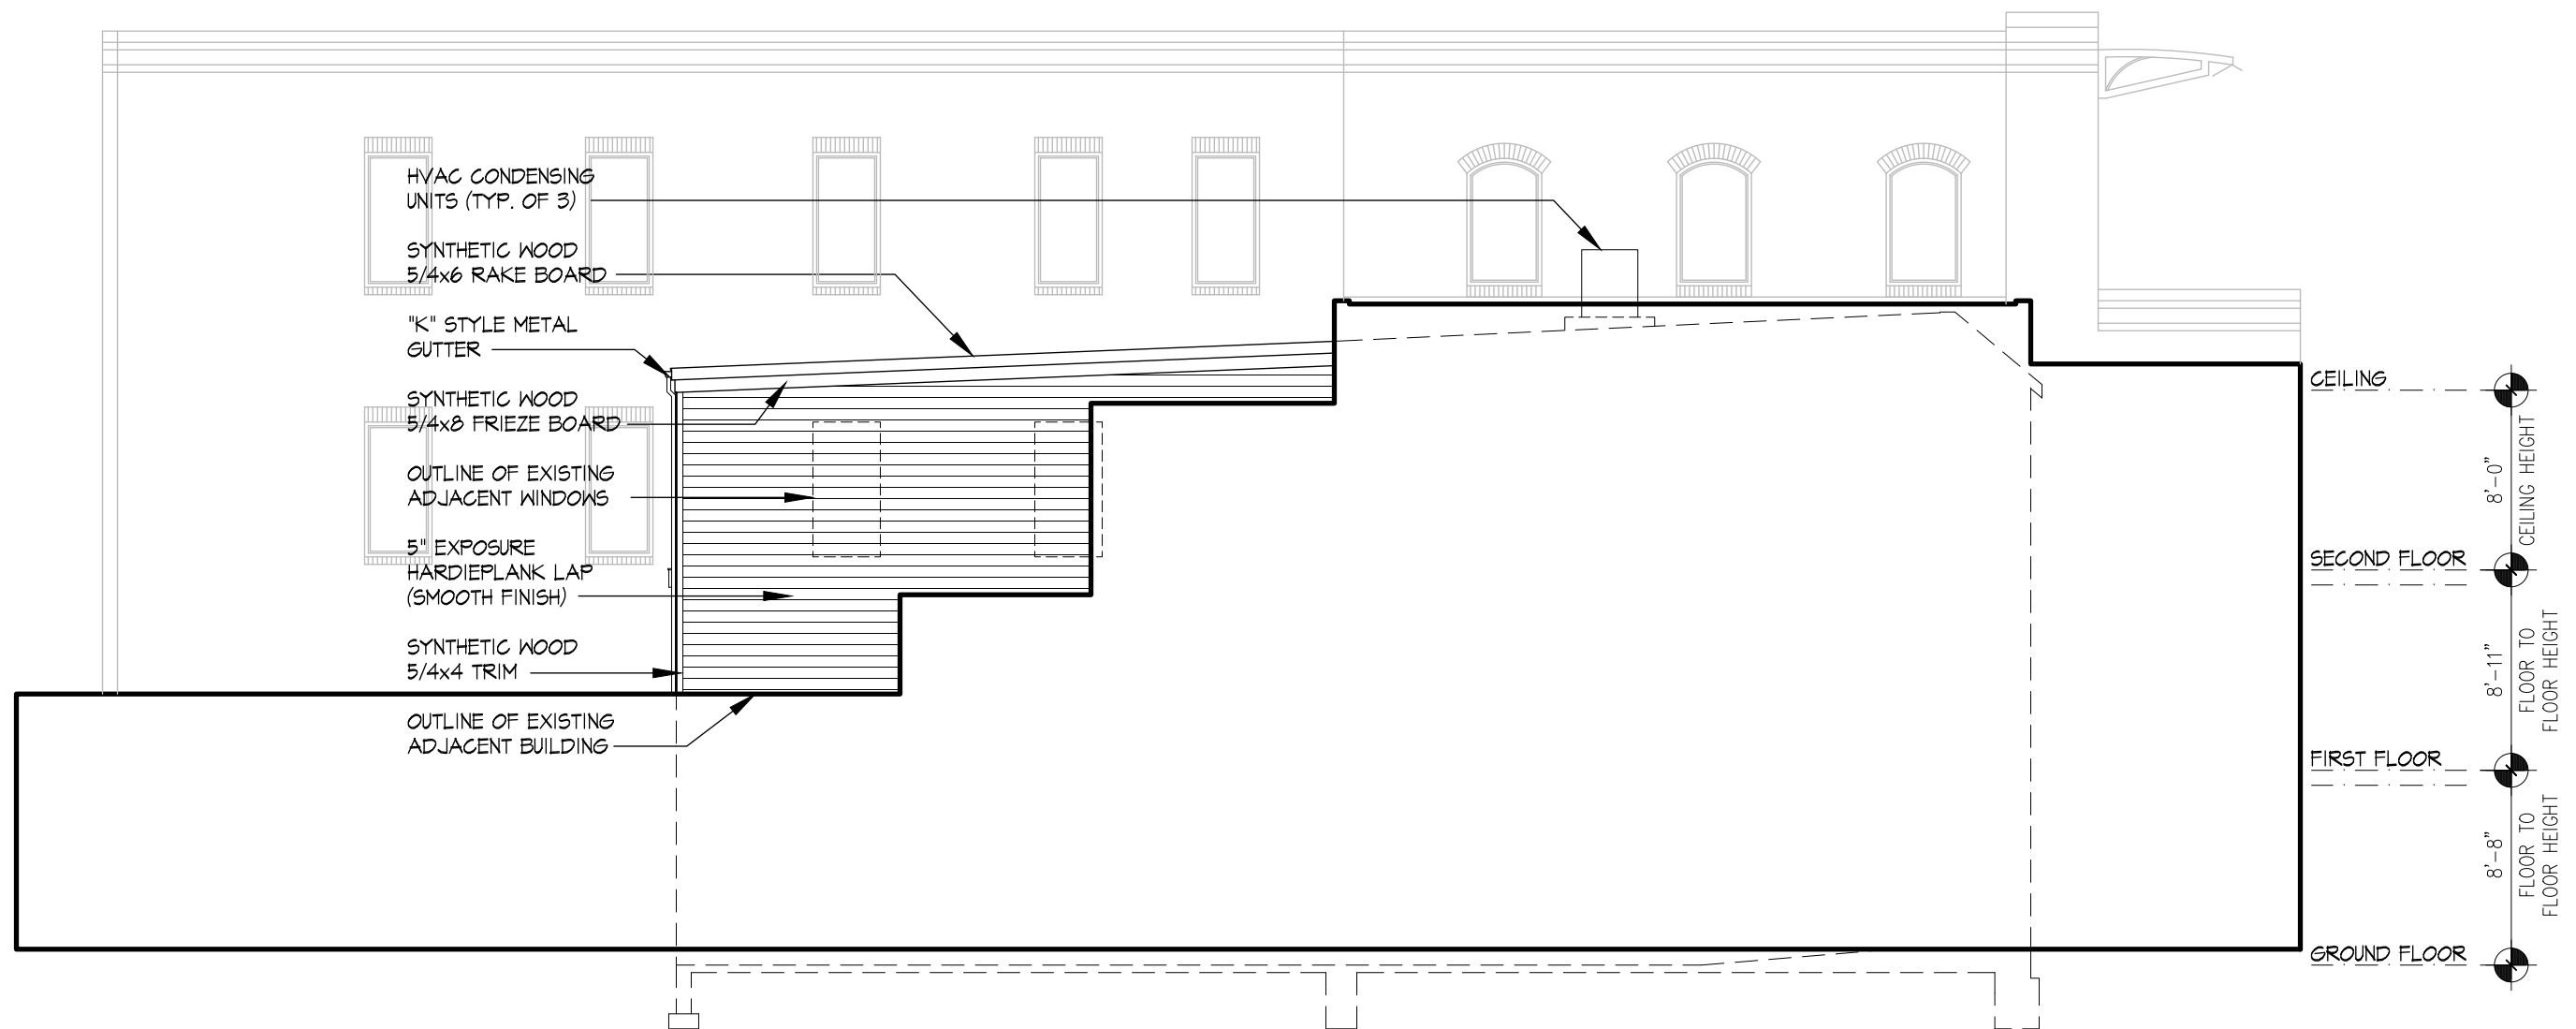 HVAC CONDENSING
UNITS (TYP. OF 3)
SYNTHETIC WOOD
5/4x6 RAKE BOARD
"K" STYLE METAL
GUTTER
SYNTHETIC WOOD
5/4x8 FRIEZE BOARD
OUTLINE OF EXISTING
ADJACENT WINDOWS
5" EXPOSURE
HARDIEPLANK LAP
(SMOOTH FINISH)
SYNTHETIC WOOD
5/4x4 TRIM
OUTLINE OF EXISTING
ADJACENT BUILDING
CEILING
8'-0"
CEILING HEIGHT
SECOND FLOOR
8'-11"
FLOOR TO
FLOOR HEIGHT
FIRST FLOOR
8'-8"
FLOOR TO
FLOOR HEIGHT
GROUND FLOOR